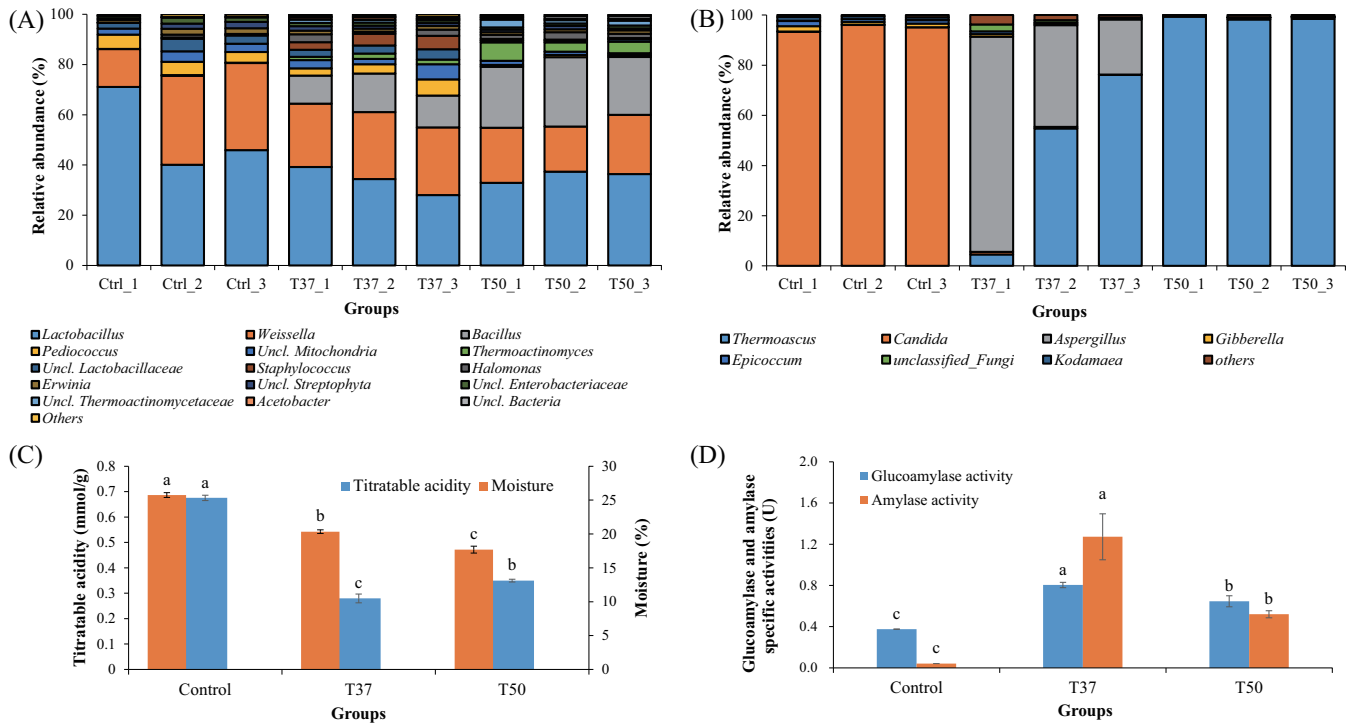 (A)
Relative abundance (%)
100
80
60
40
20
0
Ctrl_1 Ctrl_2 Ctrl_3 T37_1 T37_2 T37_3 T50_1 T50_2 T50_3
Groups
Lactobacillus Weissella Bacillus
Pediococcus Uncl. Mitochondria Thermoactinomyces
Uncl. Lactobacillaceae Staphylococcus Halomonas
Erwinia Uncl. Streptophyta Uncl. Enterobacteriaceae
Uncl. Thermoactinomycetaceae Acetobacter Uncl. Bacteria
Others
(B)
Relative abundance (%)
100
80
60
40
20
0
Ctrl_1 Ctrl_2 Ctrl_3 T37_1 T37_2 T37_3 T50_1 T50_2 T50_3
Groups
Thermoascus Candida Aspergillus Gibberella
Epicoccum unclassified_Fungi Kodamaea others
(C)
Titratable acidity (mmol/g)
0.8
0.7
0.6
0.5
0.4
0.3
0.2
0.1
0
Titratable acidity Moisture
a a
b
c
c
b
30
25
20
15
10
5
0
Moisture (%)
Control T37 T50
Groups
(D)
Glucoamylase and amylase
specific activitiies (U)
2.0
1.6
1.2
0.8
0.4
0.0
Glucoamylase activity
Amylase activity
c
c
a
a
b
b
Control T37 T50
Groups